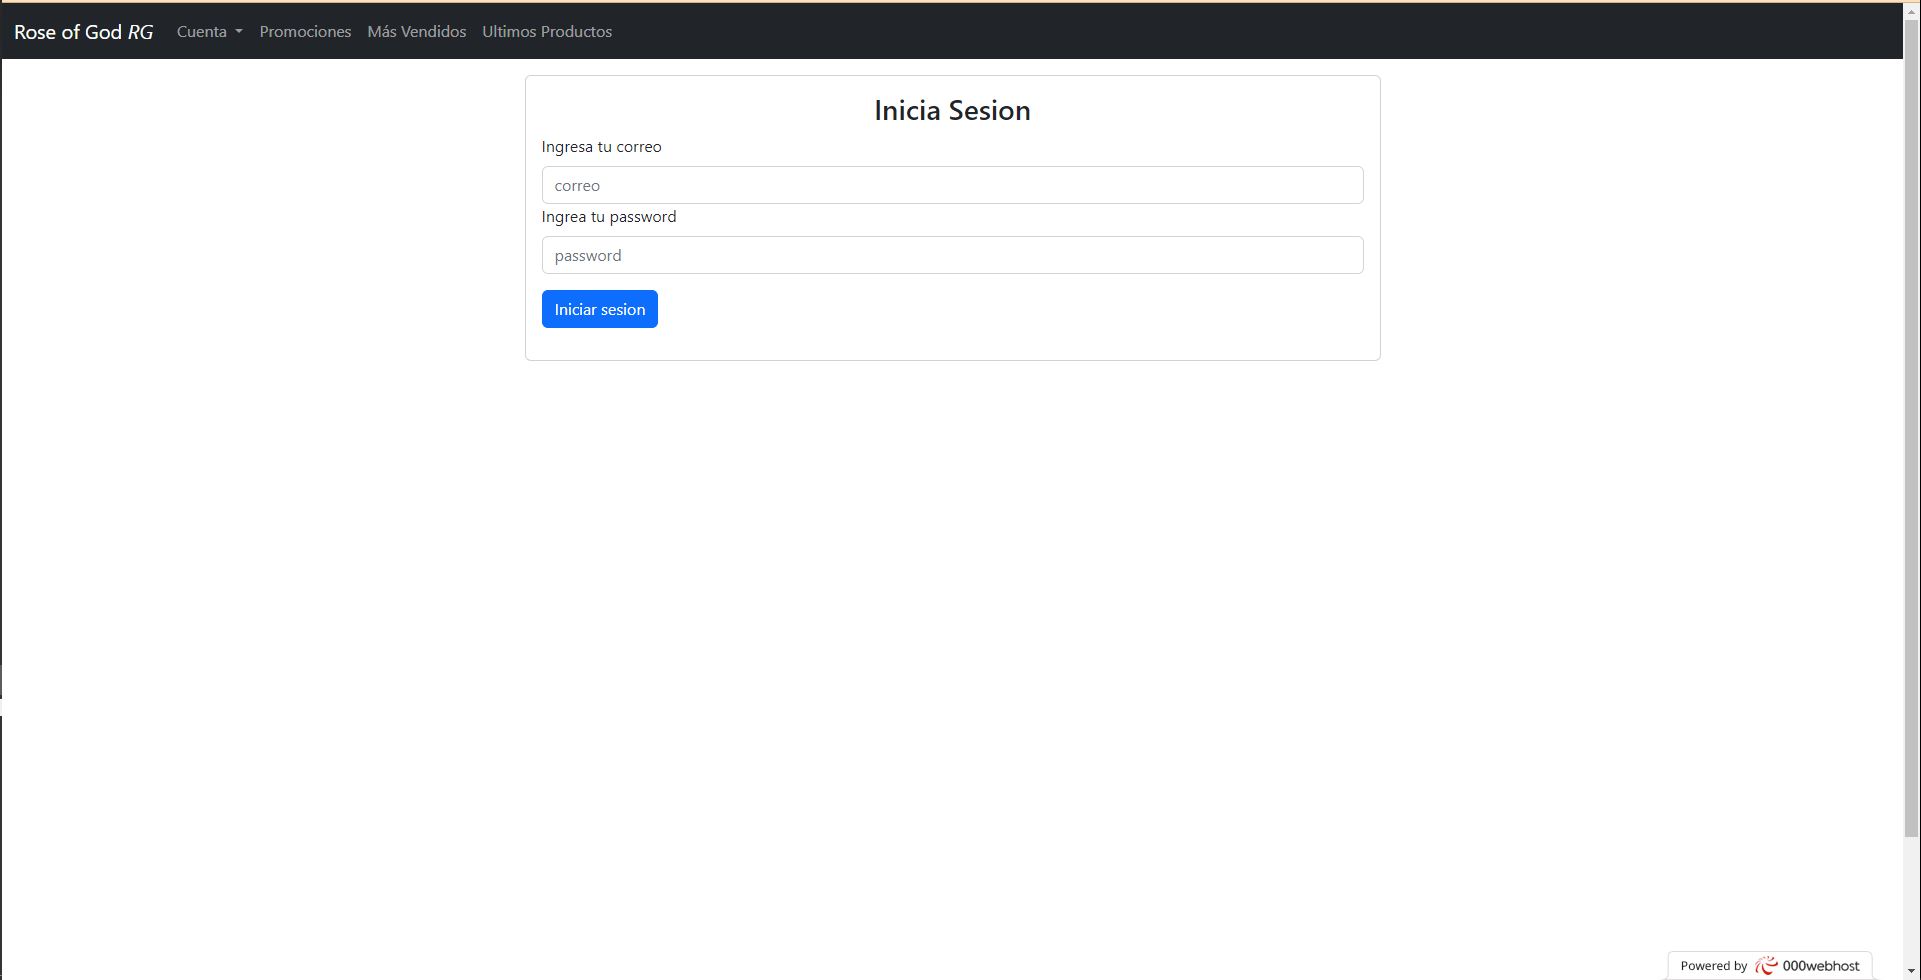 Rose of God RG Cuenta Promociones Más Vendidos Ultimos Productos
Inicia Sesion
Ingresa tu correo
correo
Ingrea tu password
password
Iniciar sesion
Powered by 000webhost